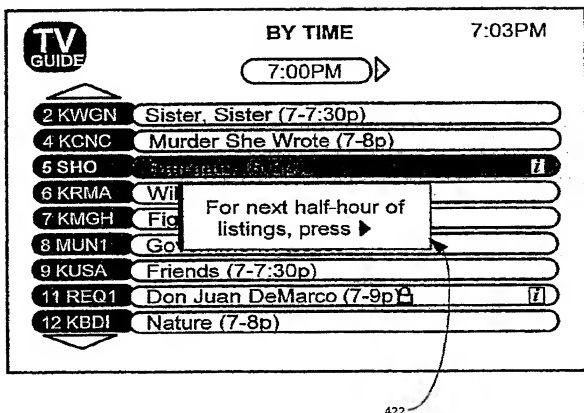 TV GUIDE
BY TIME
7:03PM
7:00PM
2 KWGN Sister, Sister (7-7:30p)
4 KCNC Murder She Wrote (7-8p)
5 SHO i
6 KRMA Wil
7 KMGH Fig
8 MUN1 Go
For next half-hour of
listings, press
9 KUSA Friends (7-7:30p)
11 REQ1 Don Juan DeMarco (7-9p) i
12 KBDI Nature (7-8p)
422